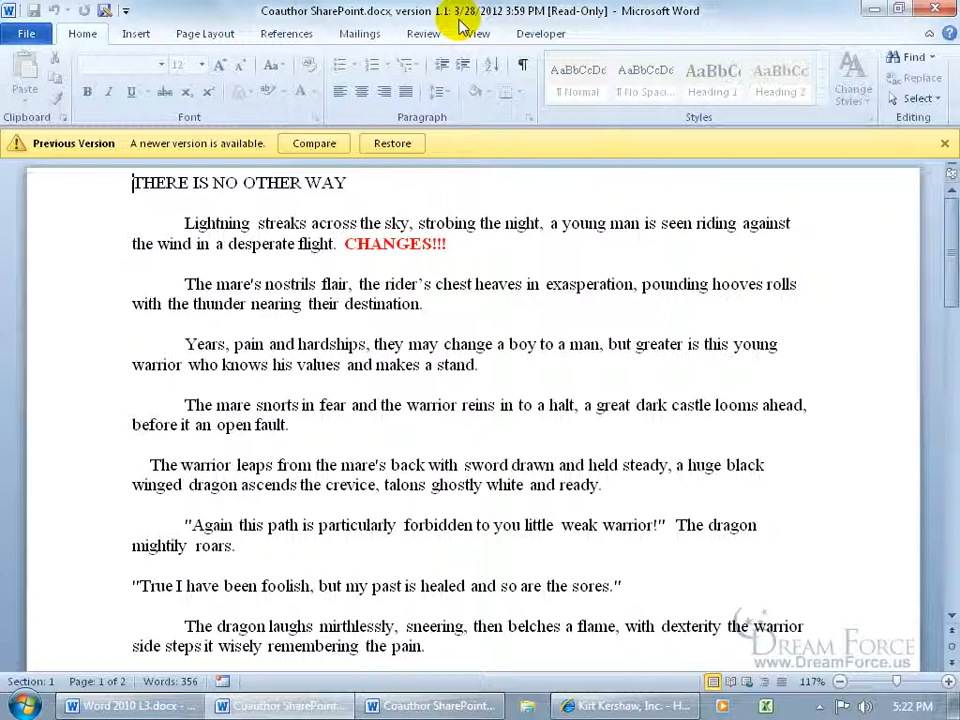 Coauthor SharePoint.docx, version 1.1: 3/28/2012 3:59 PM [Read-Only] - Microsoft Word
File Home Insert Page Layout References Mailings Review View Developer
12 Aa Find
AaBbCcDc AaBbCcDc AaBbC AaBbCc Replace
Paste B I U abc x₂ x² A ¶ Normal ¶ No Spaci... Heading 1 Heading 2 Change Styles Select
Clipboard Font Paragraph Styles Editing
Previous Version A newer version is available. Compare Restore
THERE IS NO OTHER WAY
Lightning streaks across the sky, strobing the night, a young man is seen riding against
the wind in a desperate flight. CHANGES!!!
The mare's nostrils flair, the rider's chest heaves in exasperation, pounding hooves rolls
with the thunder nearing their destination.
Years, pain and hardships, they may change a boy to a man, but greater is this young
warrior who knows his values and makes a stand.
The mare snorts in fear and the warrior reins in to a halt, a great dark castle looms ahead,
before it an open fault.
The warrior leaps from the mare's back with sword drawn and held steady, a huge black
winged dragon ascends the crevice, talons ghostly white and ready.
"Again this path is particularly forbidden to you little weak warrior!" The dragon
mightily roars.
"True I have been foolish, but my past is healed and so are the sores."
The dragon laughs mirthlessly, sneering, then belches a flame, with dexterity the warrior
side steps it wisely remembering the pain.
DREAM FORCE
www.DreamForce.us
Section: 1 Page: 1 of 2 Words: 356 117%
Word 2010 L3.docx - ... Coauthor SharePoint... Coauthor SharePoint... Kirt Kershaw, Inc. - H... 5:22 PM